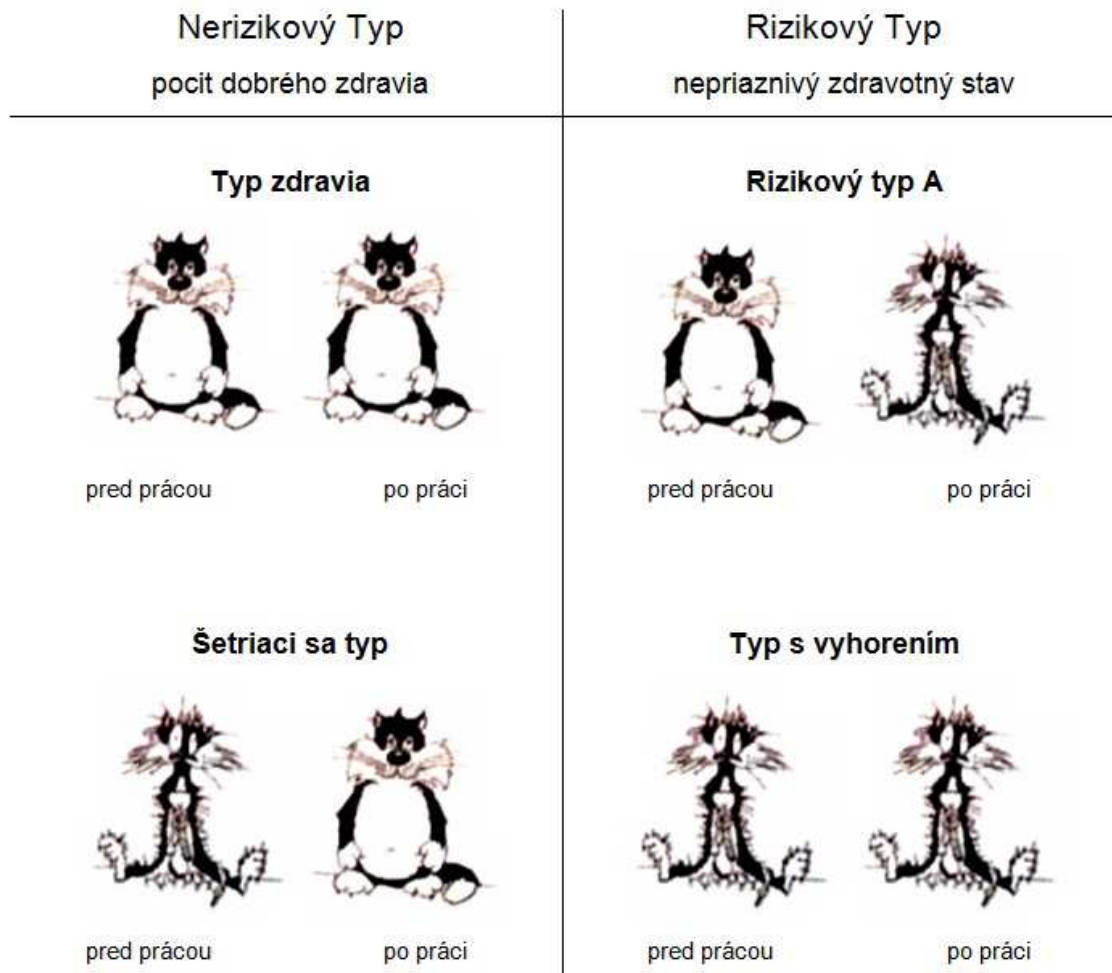 Nerizikový Typ
pocit dobrého zdravia
Rizikový Typ
nepriaznivý zdravotný stav
Typ zdravia
pred prácou
po práci
Rizikový typ A
pred prácou
po práci
Šetriaci sa typ
pred prácou
po práci
Typ s vyhorením
pred prácou
po práci